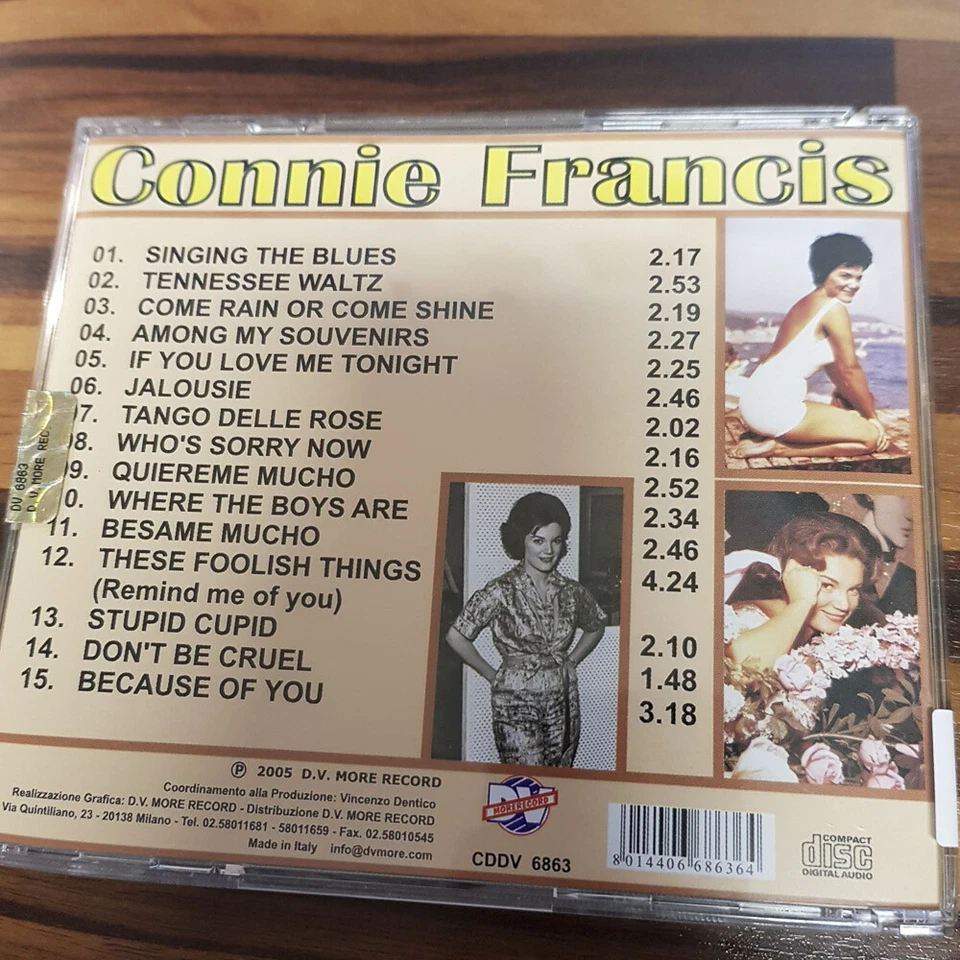 Connie Francis
01. SINGING THE BLUES 2.17
02. TENNESSEE WALTZ 2.53
03. COME RAIN OR COME SHINE 2.19
04. AMONG MY SOUVENIRS 2.27
05. IF YOU LOVE ME TONIGHT 2.25
06. JALOUSIE 2.46
07. TANGO DELLE ROSE 2.02
08. WHO'S SORRY NOW 2.16
09. QUIEREME MUCHO 2.52
10. WHERE THE BOYS ARE 2.34
11. BESAME MUCHO 2.46
12. THESE FOOLISH THINGS 4.24
(Remind me of you)
13. STUPID CUPID 2.10
14. DON'T BE CRUEL 1.48
15. BECAUSE OF YOU 3.18
DV 6863
D.V. MORE REC
℗ 2005 D.V. MORE RECORD
Coordinamento alla Produzione: Vincenzo Dentico
Realizzazione Grafica: D.V. MORE RECORD - Distribuzione D.V. MORE RECORD
Via Quintiliano, 23 - 20138 Milano - Tel. 02.58011681 - 58011659 - Fax. 02.58010545
Made in Italy info@dvmore.com
MORE RECORD
CDDV 6863
8 014406 686364
COMPACT
disc
DIGITAL AUDIO